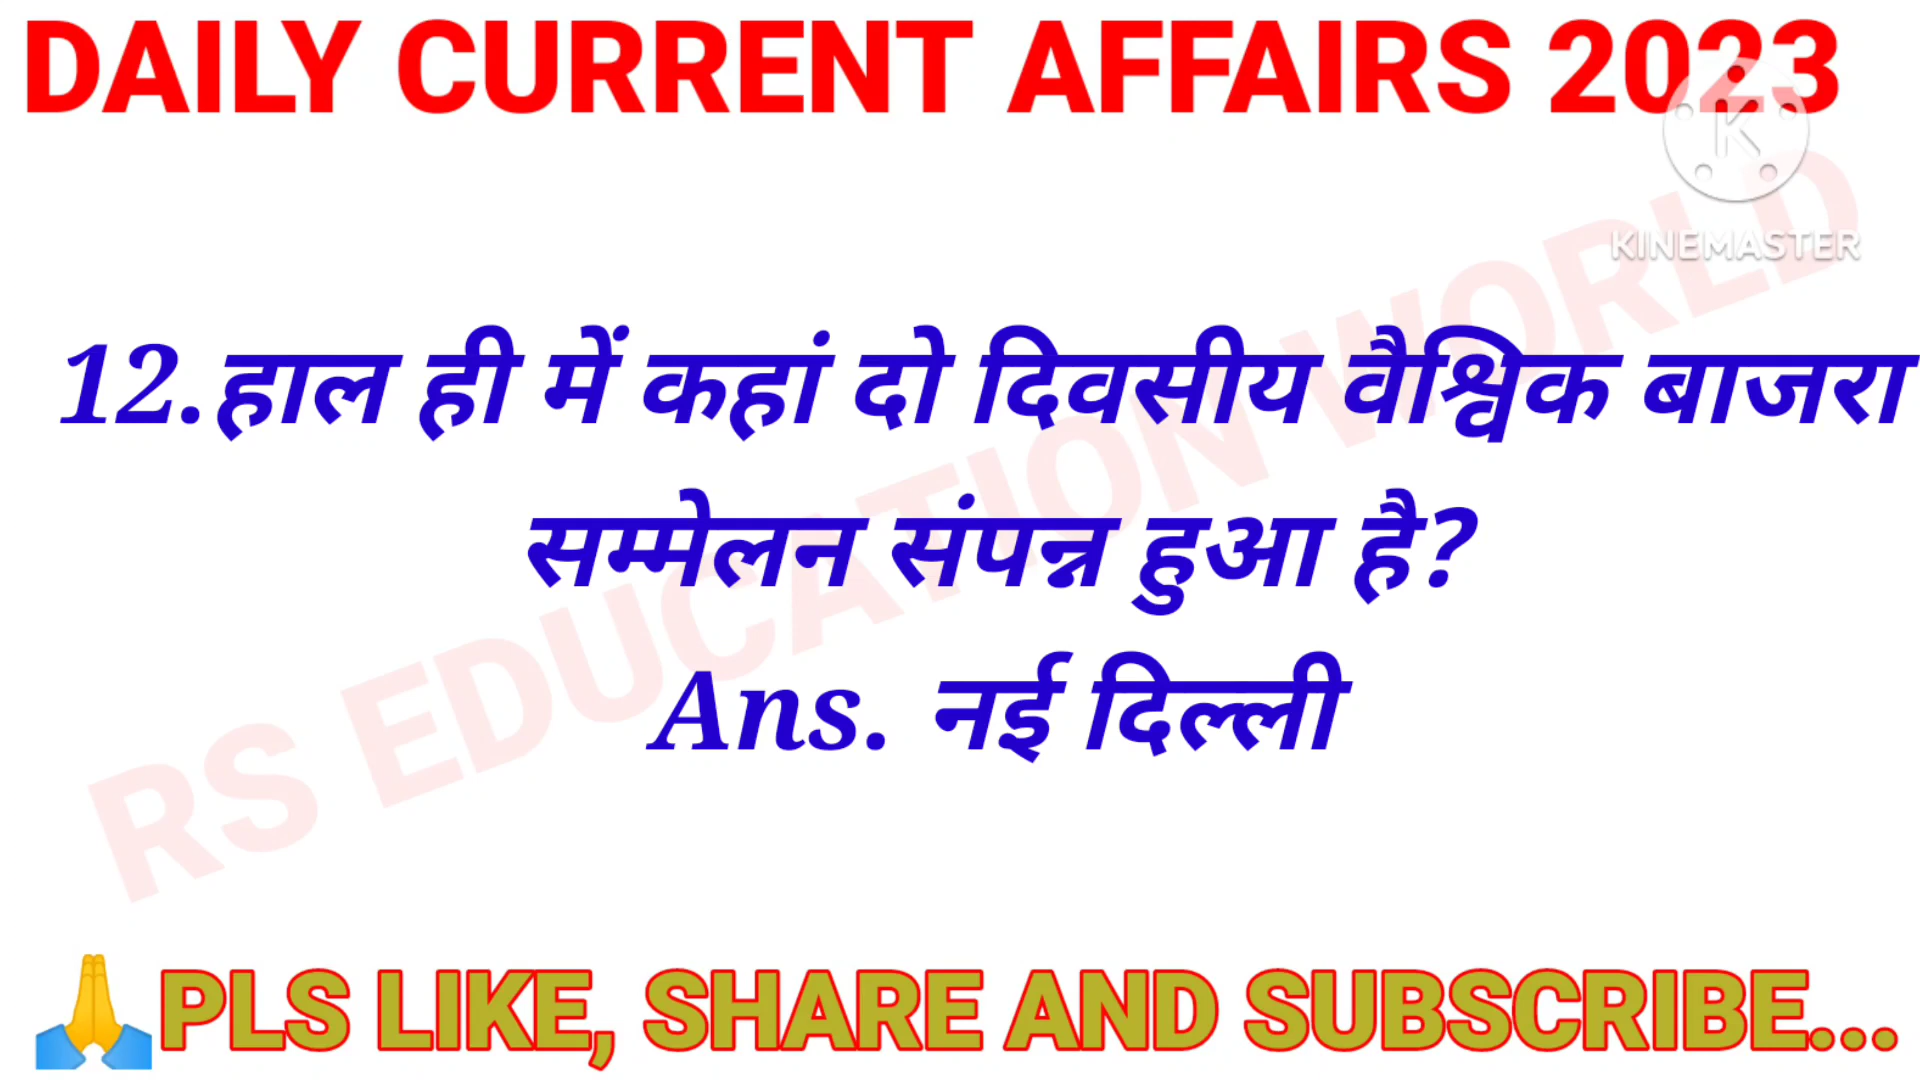 DAILY CURRENT AFFAIRS 2023
KINEMASTER
RS EDUCATION WORLD
12.हाल ही में कहां दो दिवसीय वैश्विक बाजरा
सम्मेलन संपन्न हुआ है?
Ans. नई दिल्ली
🙏PLS LIKE, SHARE AND SUBSCRIBE...